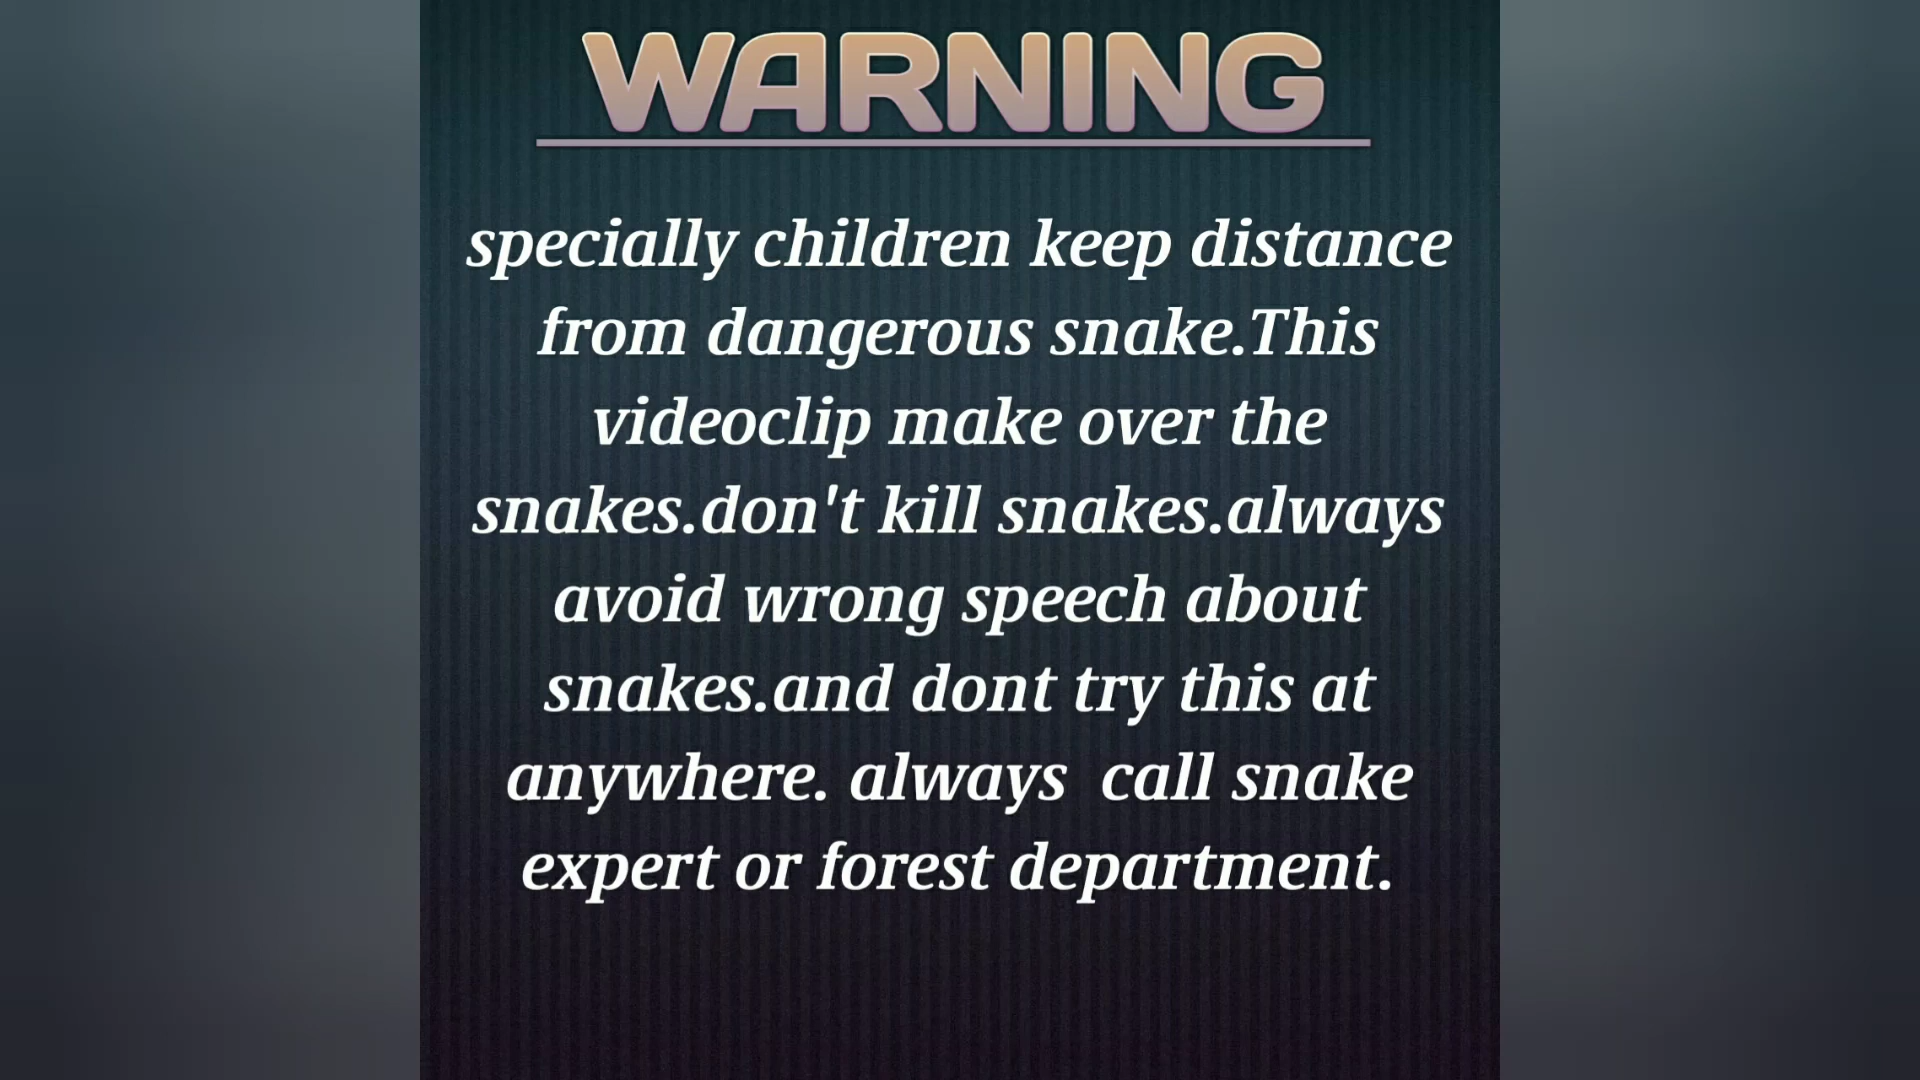 WARNING
specially children keep distance
from dangerous snake.This
videoclip make over the
snakes.don't kill snakes.always
avoid wrong speech about
snakes.and dont try this at
anywhere. always  call snake
expert or forest department.